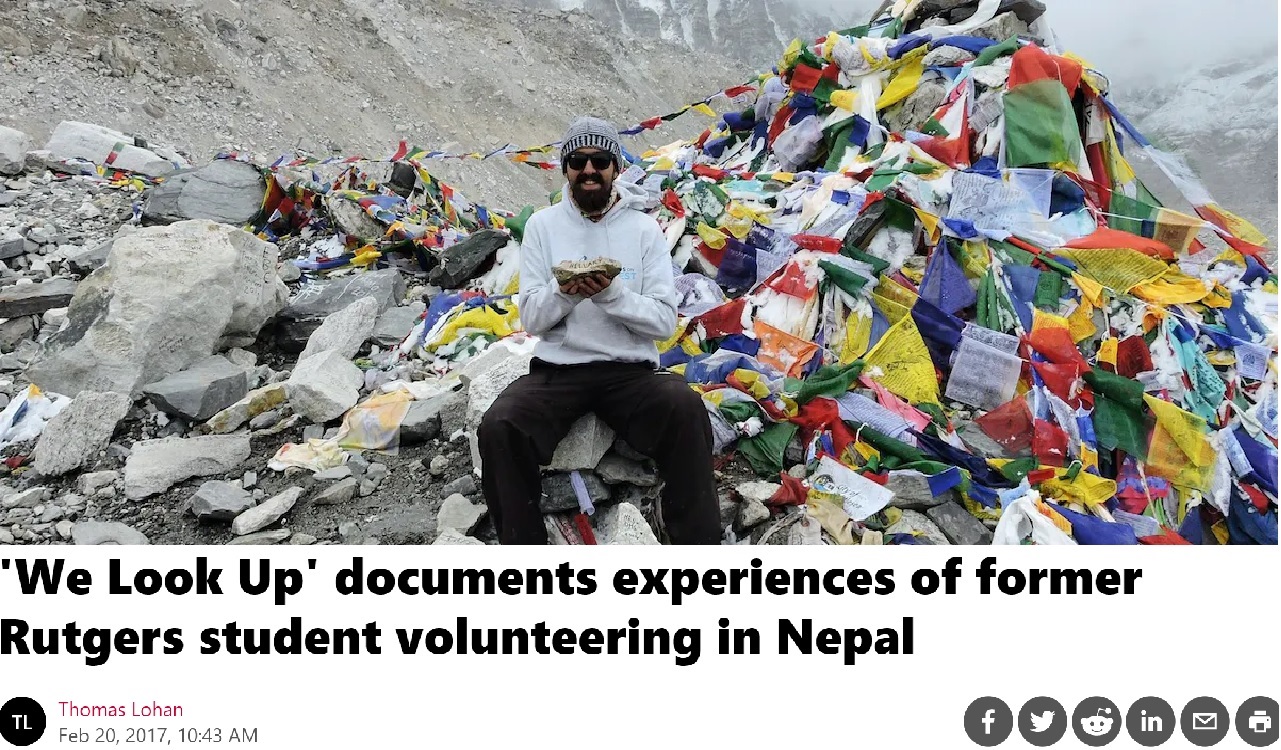 'We Look Up' documents experiences of former
Rutgers student volunteering in Nepal
TL
Thomas Lohan
Feb 20, 2017, 10:43 AM